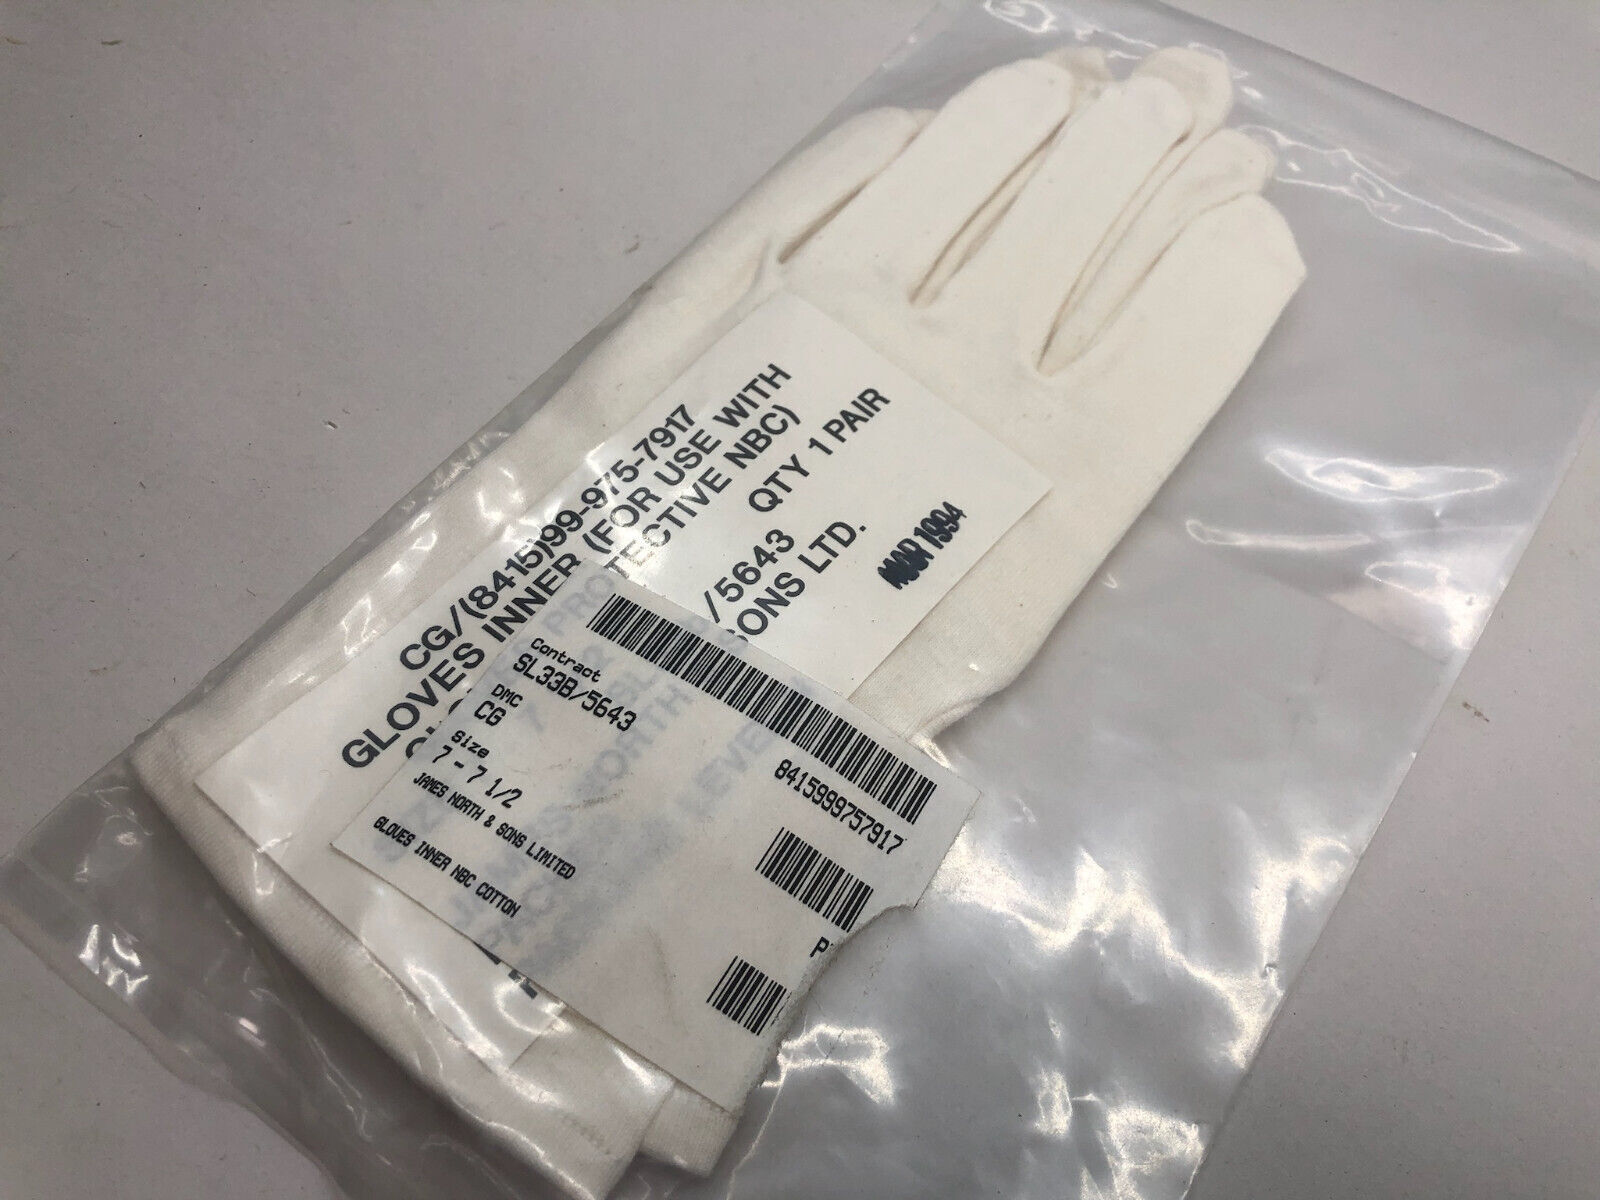 CG/(8415)99-975-7917
GLOVES INNER (FOR USE WITH
PROTECTIVE NBC)
QTY 1 PAIR
/5643
SONS LTD.
MAR 1994
Contract
SL33B/5643
DMC
CG
Size
7 - 7 1/2
JAMES NORTH & SONS LIMITED
GLOVES INNER NBC COTTON
8415999757917